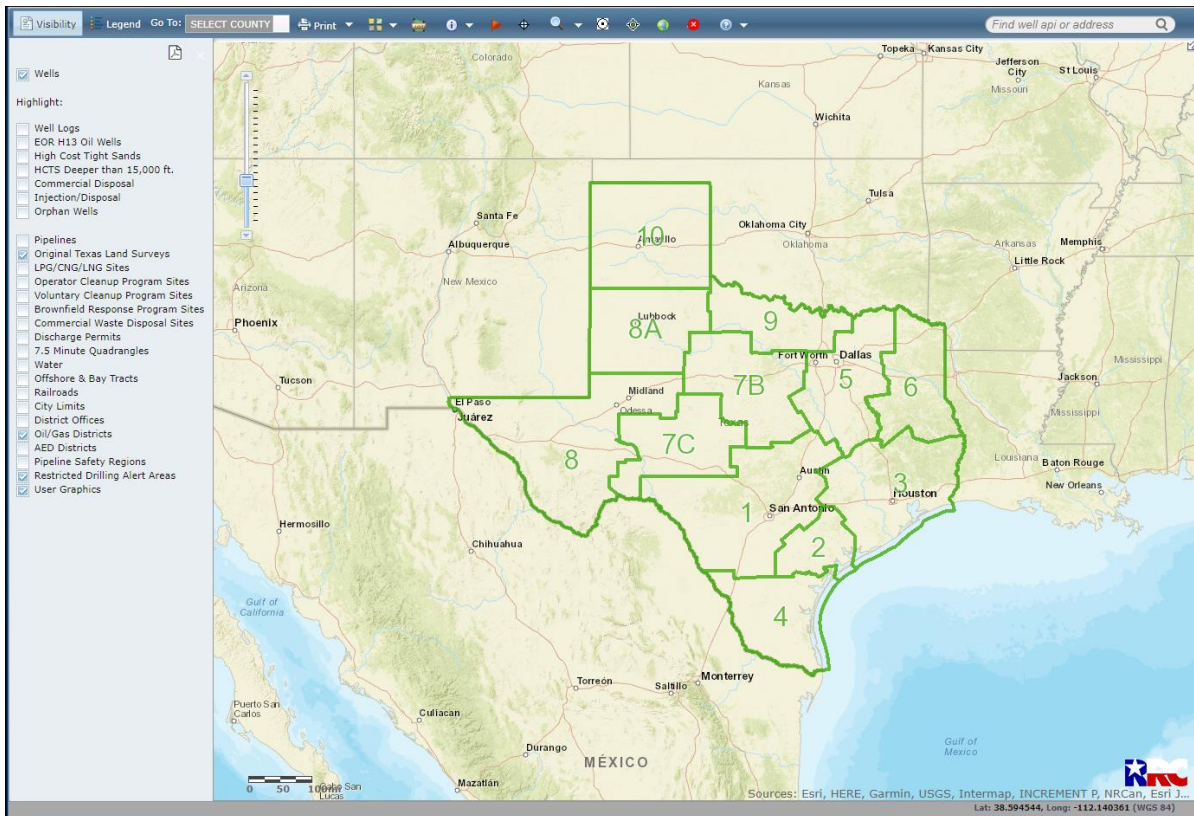 Visibility
Legend
Go To:
SELECT COUNTY
Print
Find well api or address
Wells
Highlight:
Well Logs
EOR H13 Oil Wells
High Cost Tight Sands
HCTS Deeper than 15,000 ft.
Commercial Disposal
Injection/Disposal
Orphan Wells
Pipelines
Original Texas Land Surveys
LPG/CNG/LNG Sites
Operator Cleanup Program Sites
Voluntary Cleanup Program Sites
Brownfield Response Program Sites
Commercial Waste Disposal Sites
Discharge Permits
7.5 Minute Quadrangles
Water
Offshore & Bay Tracts
Railroads
City Limits
District Offices
Oil/Gas Districts
AED Districts
Pipeline Safety Regions
Restricted Drilling Alert Areas
User Graphics
Colorado
Topeka
Kansas City
Jefferson
City
St Louis
Missouri
Kansas
Wichita
Tulsa
Santa Fe
Albuquerque
Oklahoma City
Oklahoma
Arkansas
Memphis
Little Rock
10
Amarillo
New Mexico
Arizona
Phoenix
Lubbock
8A
9
Fort Worth
Dallas
Mississippi
Tucson
Midland
Odessa
7B
5
6
Jackson
Mississippi
El Paso
Juárez
Texas
7C
8
Louisiana
Baton Rouge
New Orleans
Austin
3
Houston
1
San Antonio
Hermosillo
Chihuahua
2
Gulf of
California
4
Monterrey
Torreón
Saltillo
Puerto San
Carlos
Culiacan
Durango
MÉXICO
Gulf of
Mexico
Mazatlán
0 50 100mi
Cabo San
Lucas
RRC
Sources: Esri, HERE, Garmin, USGS, Intermap, INCREMENT P, NRCan, Esri J...
Lat: 38.594544, Long: -112.140361 (WGS 84)